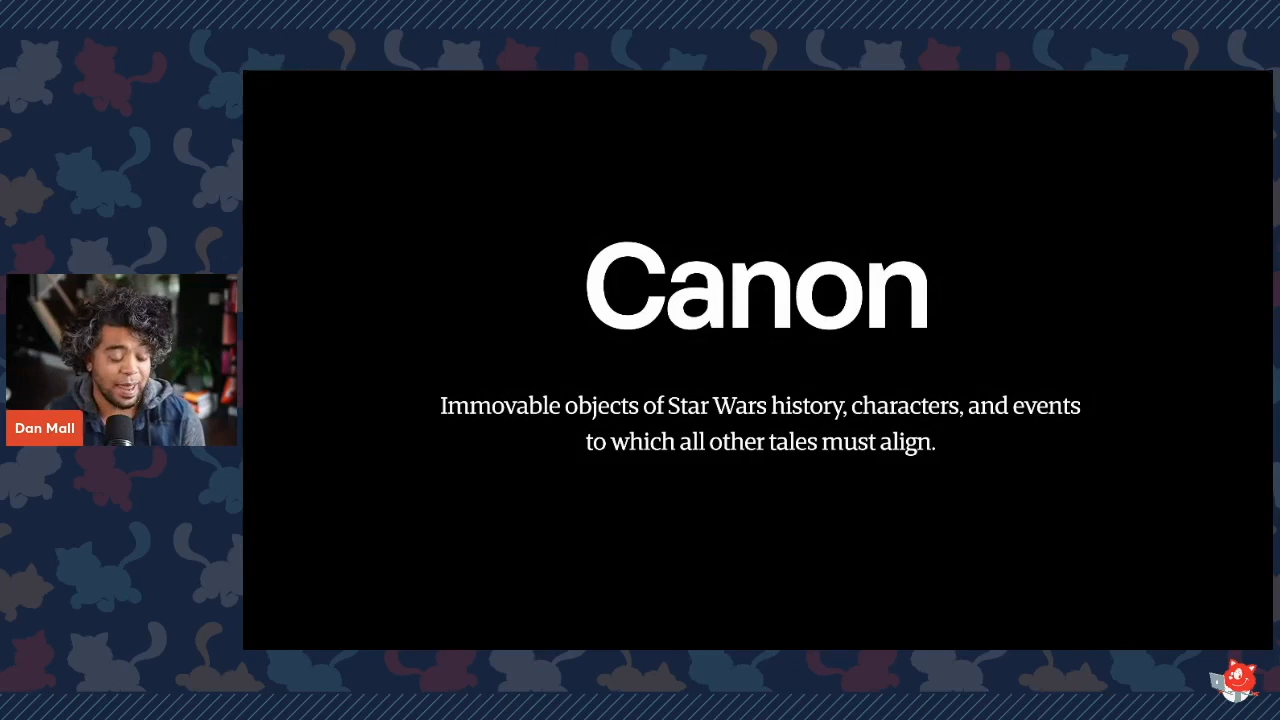 Canon
Immovable objects of Star Wars history, characters, and events
to which all other tales must align.
Dan Mall